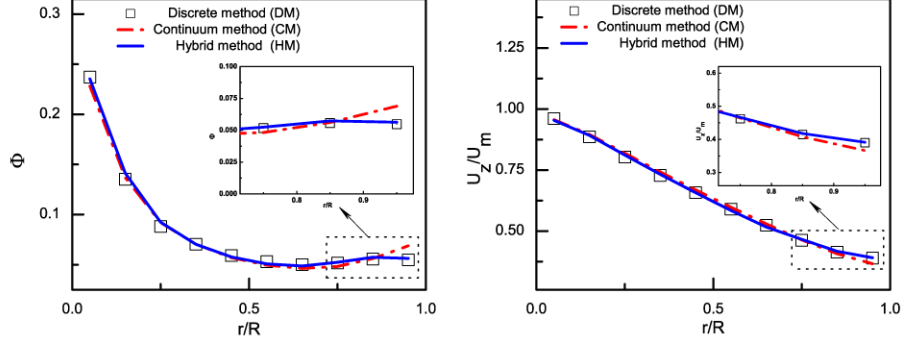 Discrete method (DM)
Continuum method (CM)
Hybrid method (HM)
0.3
0.2
0.1
Φ
0.100
0.075
0.050
0.025
0.000
Φ
0.8
0.9
r/R
0.0
0.5
1.0
r/R
Discrete method (DM)
Continuum method (CM)
Hybrid method (HM)
1.25
1.00
0.75
0.50
U_z/U_m
0.6
0.5
0.4
0.3
U_z/U_m
0.8
0.9
r/R
0.0
0.5
1.0
r/R